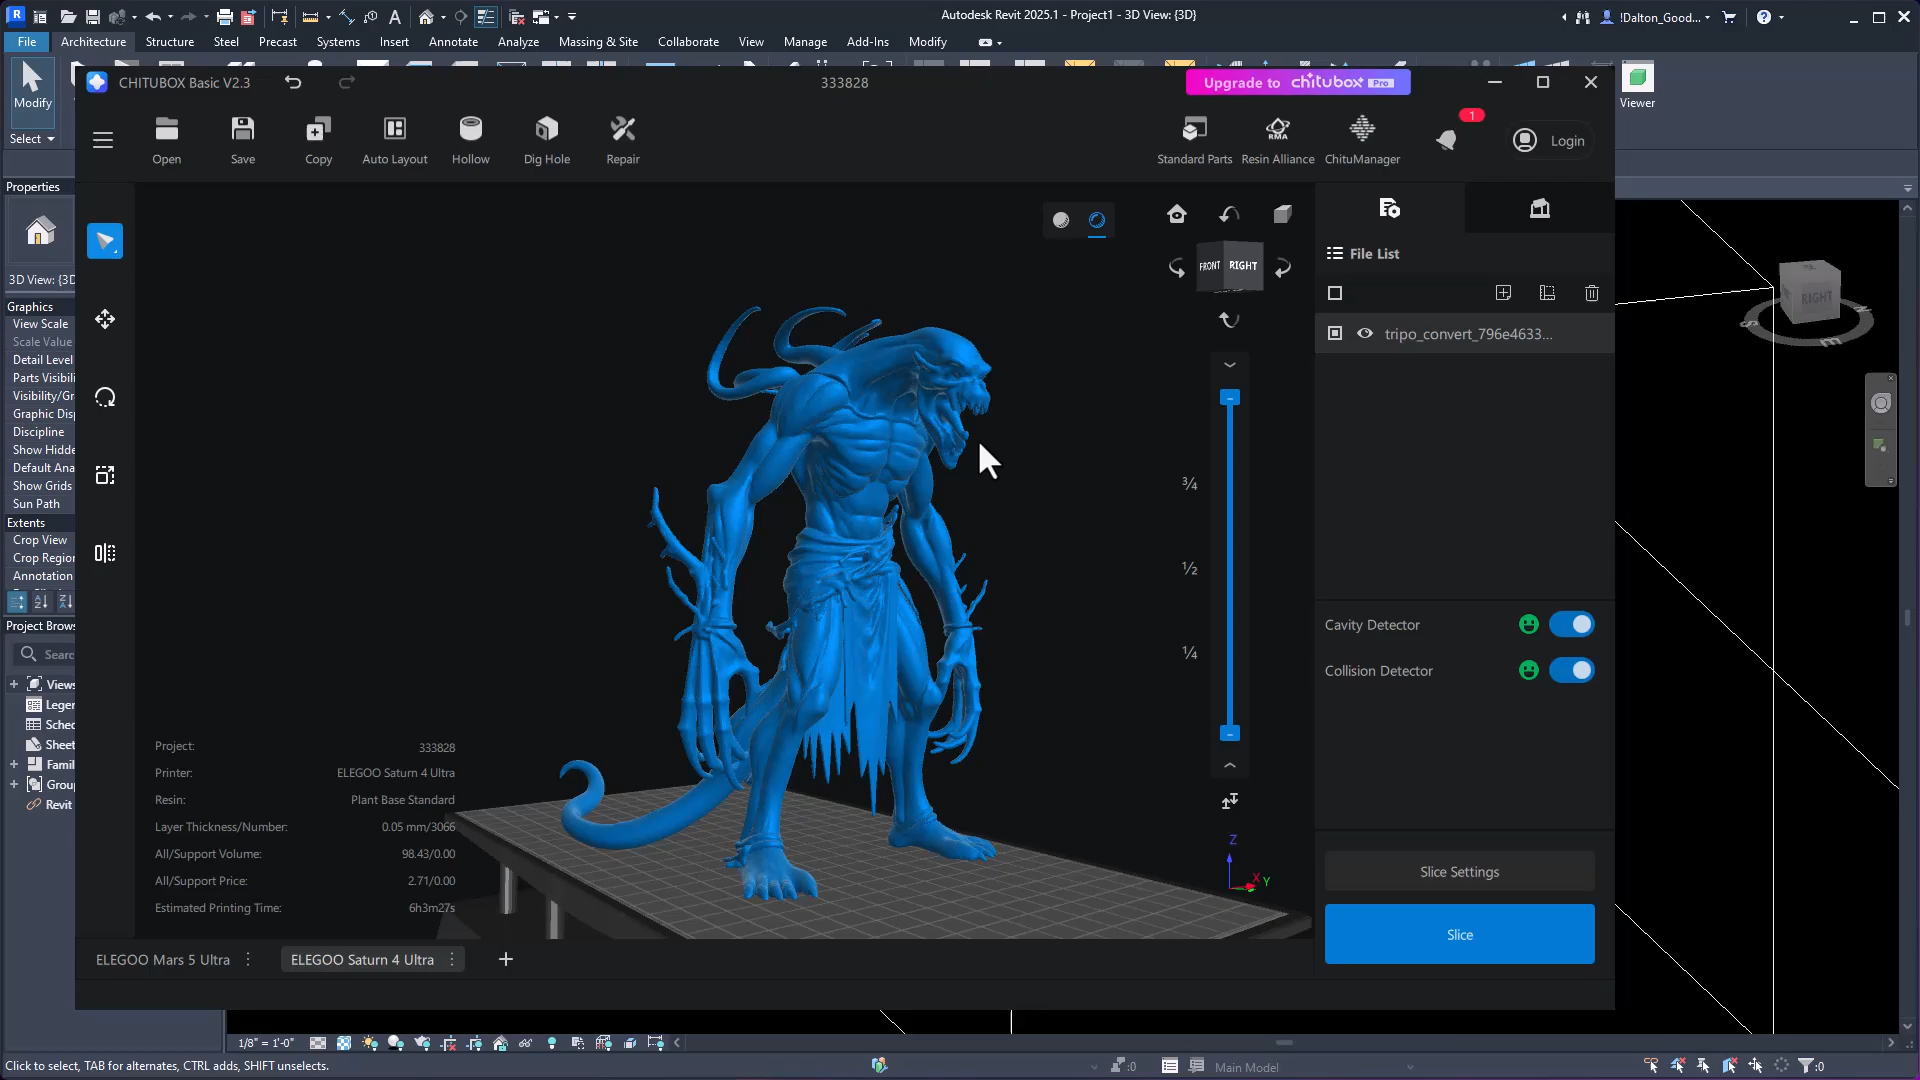 Autodesk Revit 2025.1 - Project1 - 3D View: {3D}
!Dalton_Good...
File
Architecture
Structure
Steel
Precast
Systems
Insert
Annotate
Analyze
Massing & Site
Collaborate
View
Manage
Add-Ins
Modify
Modify
Select
Viewer
CHITUBOX Basic V2.3
333828
Upgrade to chitubox Pro
Open
Save
Copy
Auto Layout
Hollow
Dig Hole
Repair
Standard Parts
RMA
Resin Alliance
ChituManager
1
Login
Properties
3D View: {3D
Graphics
View Scale
Scale Value
Detail Level
Parts Visibili
Visibility/Gr
Graphic Disp
Discipline
Show Hidde
Default Ana
Show Grids
Sun Path
Extents
Crop View
Crop Region
Annotation
Project Brows
Searc
Views
Legen
Sched
Sheet
Famil
Group
Revit
FRONT
RIGHT
¾
½
¼
Z
X
Y
File List
tripo_convert_796e4633...
Cavity Detector
Collision Detector
Slice Settings
Slice
RIGHT
S
E
Project: 333828
Printer: ELEGOO Saturn 4 Ultra
Resin: Plant Base Standard
Layer Thickness/Number: 0.05 mm/3066
All/Support Volume: 98.43/0.00
All/Support Price: 2.71/0.00
Estimated Printing Time: 6h3m27s
ELEGOO Mars 5 Ultra
ELEGOO Saturn 4 Ultra
1/8" = 1'-0"
Click to select, TAB for alternates, CTRL adds, SHIFT unselects.
:0
Main Model
:0